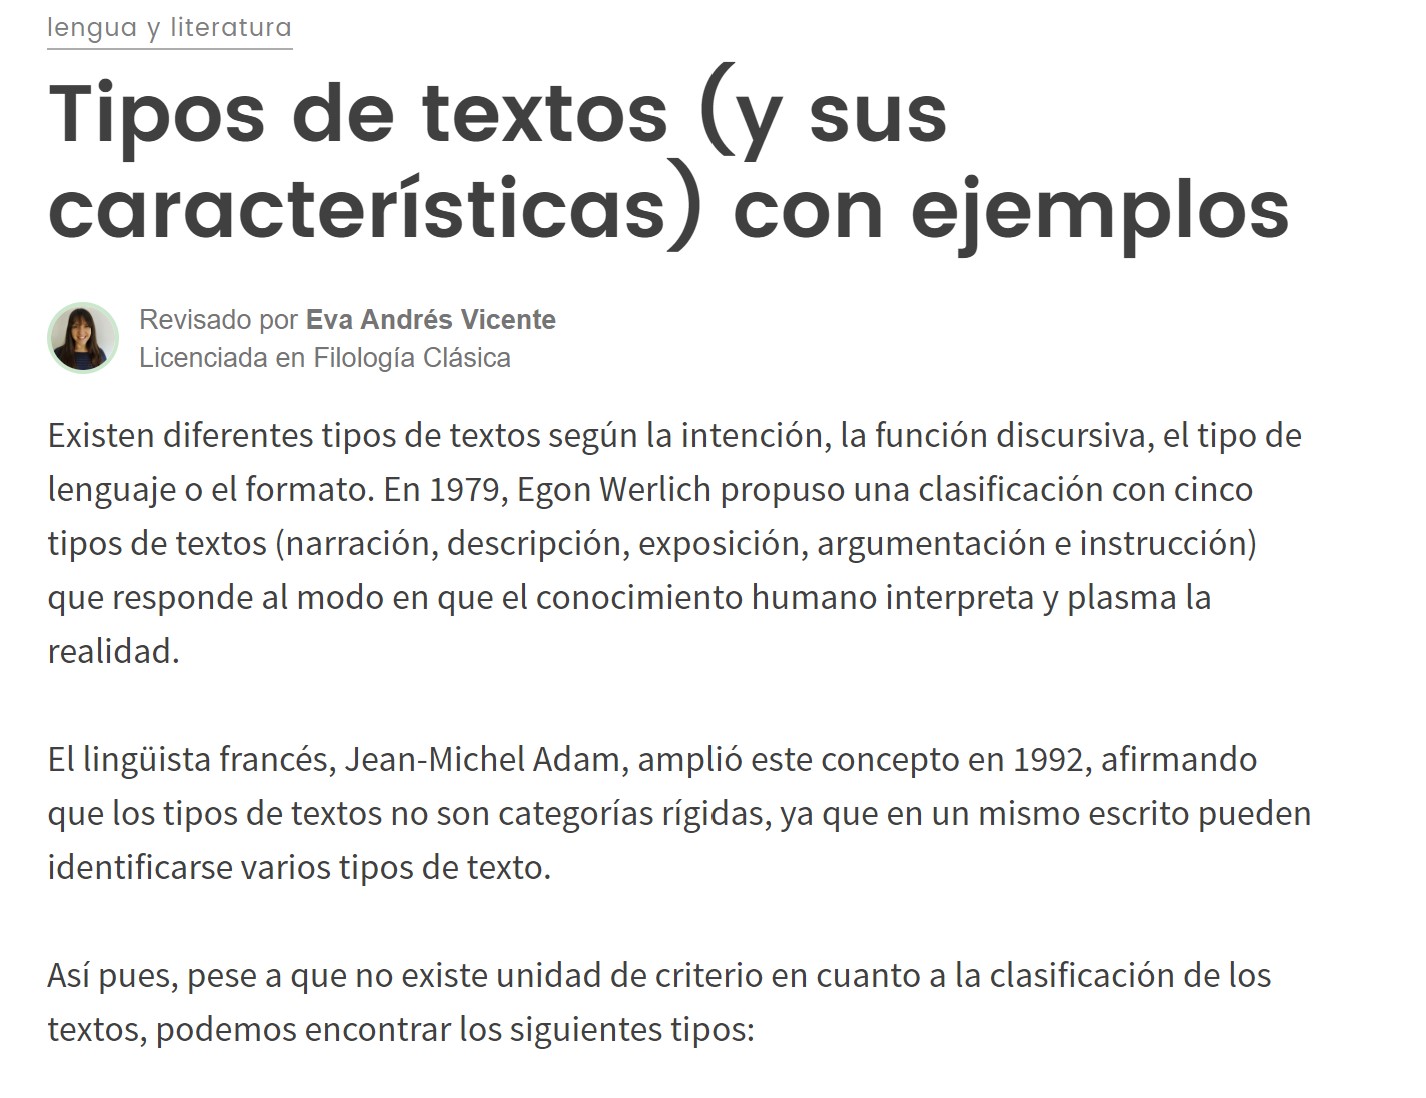 lengua y literatura
Tipos de textos (y sus
características) con ejemplos
Revisado por Eva Andrés Vicente
Licenciada en Filología Clásica
Existen diferentes tipos de textos según la intención, la función discursiva, el tipo de
lenguaje o el formato. En 1979, Egon Werlich propuso una clasificación con cinco
tipos de textos (narración, descripción, exposición, argumentación e instrucción)
que responde al modo en que el conocimiento humano interpreta y plasma la
realidad.
El lingüista francés, Jean-Michel Adam, amplió este concepto en 1992, afirmando
que los tipos de textos no son categorías rígidas, ya que en un mismo escrito pueden
identificarse varios tipos de texto.
Así pues, pese a que no existe unidad de criterio en cuanto a la clasificación de los
textos, podemos encontrar los siguientes tipos: